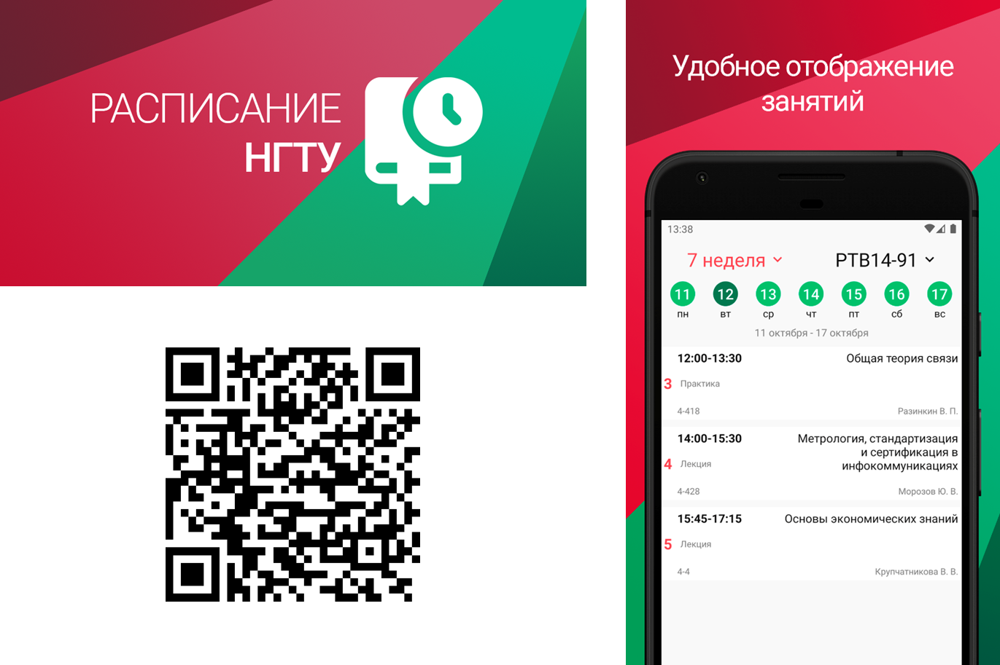 РАСПИСАНИЕ
НГТУ
Удобное отображение
занятий
13:38
7 неделя
РТВ14-91
11 12 13 14 15 16 17
пн вт ср чт пт сб вс
11 октября - 17 октября
12:00-13:30 Общая теория связи
3 Практика
4-418 Разинкин В. П.
14:00-15:30 Метрология, стандартизация
и сертификация в
4 Лекция инфокоммуникациях
4-428 Морозов Ю. В.
15:45-17:15 Основы экономических знаний
5 Лекция
4-4 Крупчатникова В. В.